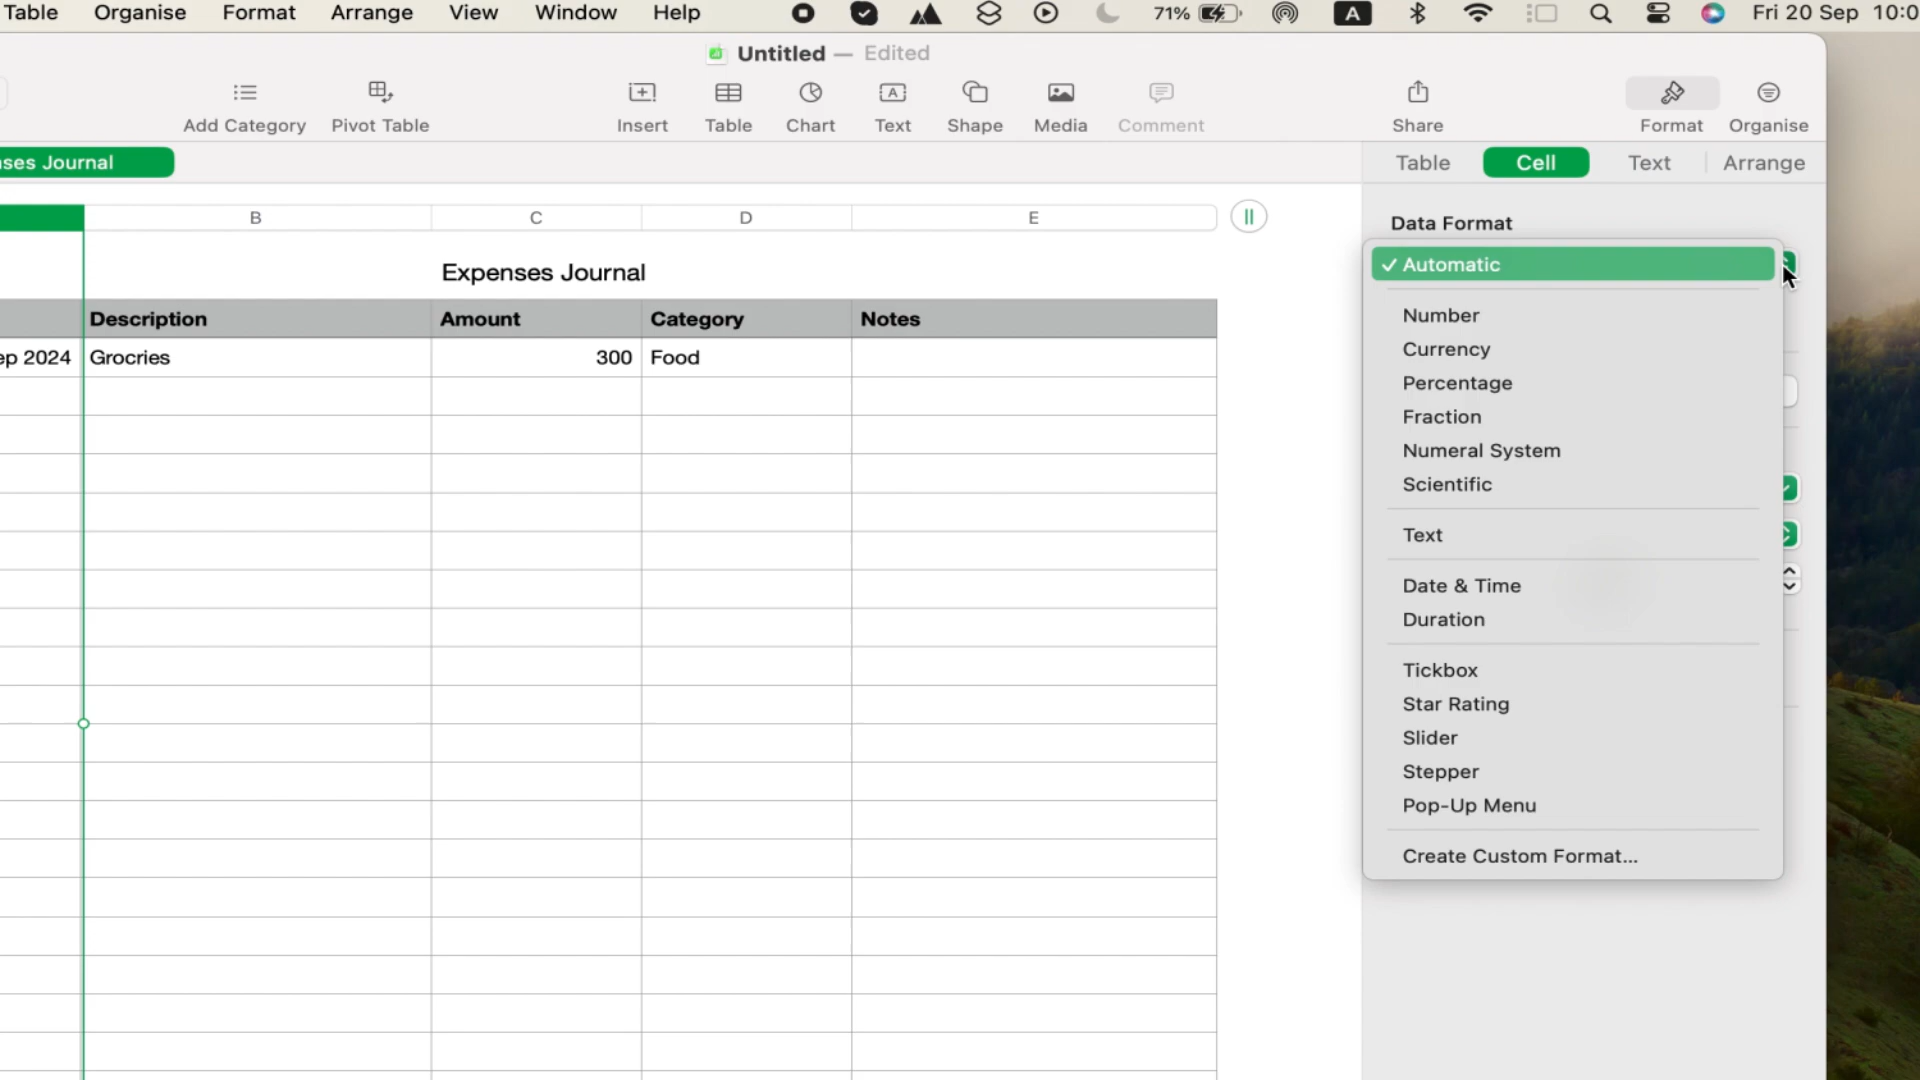 Table Organise Format Arrange View Window Help 71% A Fri 20 Sep 10:0
Untitled — Edited
Add Category Pivot Table Insert Table Chart Text Shape Media Comment Share Format Organise
ses Journal Table Cell Text Arrange
B C D E
Data Format
Expenses Journal
Description Amount Category Notes
ep 2024 Grocries 300 Food
✓ Automatic
Number
Currency
Percentage
Fraction
Numeral System
Scientific
Text
Date & Time
Duration
Tickbox
Star Rating
Slider
Stepper
Pop-Up Menu
Create Custom Format...